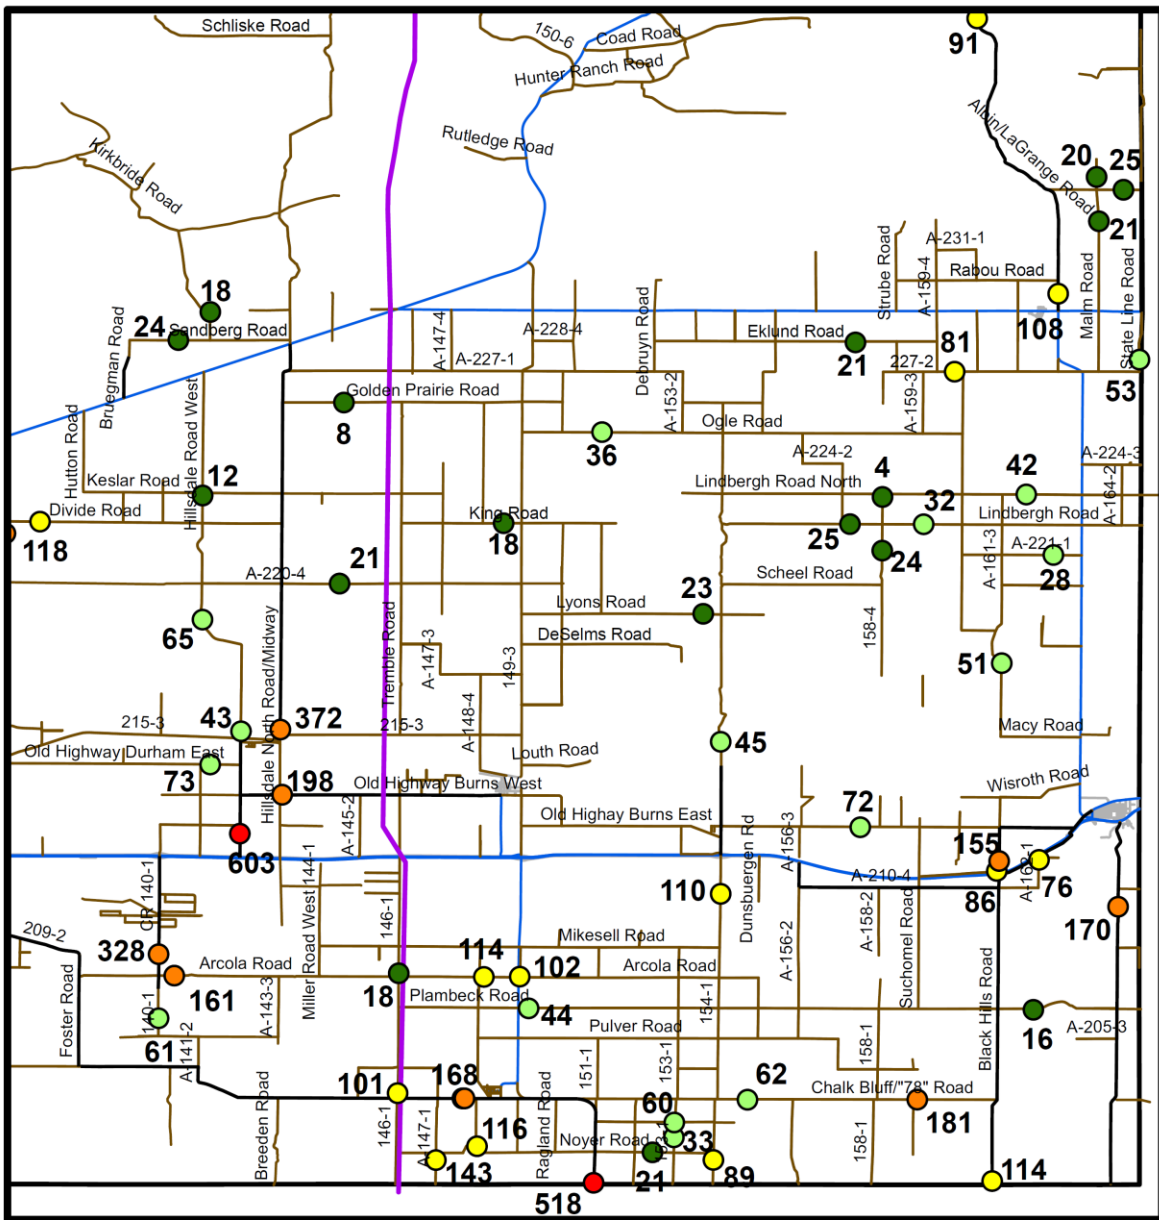 Schliske Road
150-6
Coad Road
91
Hunter Ranch Road
Albin/LaGrange Road
Rutledge Road
Kirkbride Road
20
25
21
A-231-1
Strube Road
A-159-4
Rabou Road
Malm Road
State Line Road
18
24
Sandberg Road
Bruegman Road
A-147-4
A-228-4
Debruyn Road
Eklund Road
21
81
108
A-227-1
227-2
53
Golden Prairie Road
8
A-153-2
A-159-3
Ogle Road
36
Hutton Road
Hillsdale Road West
A-224-2
A-224-3
Keslar Road
12
Lindbergh Road North
4
42
A-164-2
Divide Road
118
King Road
18
32
Lindbergh Road
25
24
A-161-3
A-221-1
28
A-220-4
21
Scheel Road
23
Lyons Road
65
DeSelms Road
158-4
Hillsdale North Road/Midway
Tremble Road
A-147-3
149-3
51
215-3
43
372
215-3
A-148-4
45
Macy Road
Old Highway Durham East
Louth Road
73
198
Old Highway Burns West
Wisroth Road
A-145-2
Old Highay Burns East
A-156-3
72
603
144-1
155
A-162-1
76
CR 140-1
146-1
110
Dunsbuergen Rd
A-210-4
86
170
209-2
Miller Road West
Mikesell Road
A-156-2
A-158-2
Suchomel Road
328
114
102
Arcola Road
161
Arcola Road
18
Plambeck Road
44
154-1
Black Hills Road
16
Foster Road
140-1
61
A-143-3
A-141-2
Pulver Road
A-205-3
151-1
153-1
158-1
101
168
62
Chalk Bluff/"78" Road
181
60
Breeden Road
146-1
A-147-1
116
Ragland Road
Noyer Road
33
158-1
143
21
89
518
114